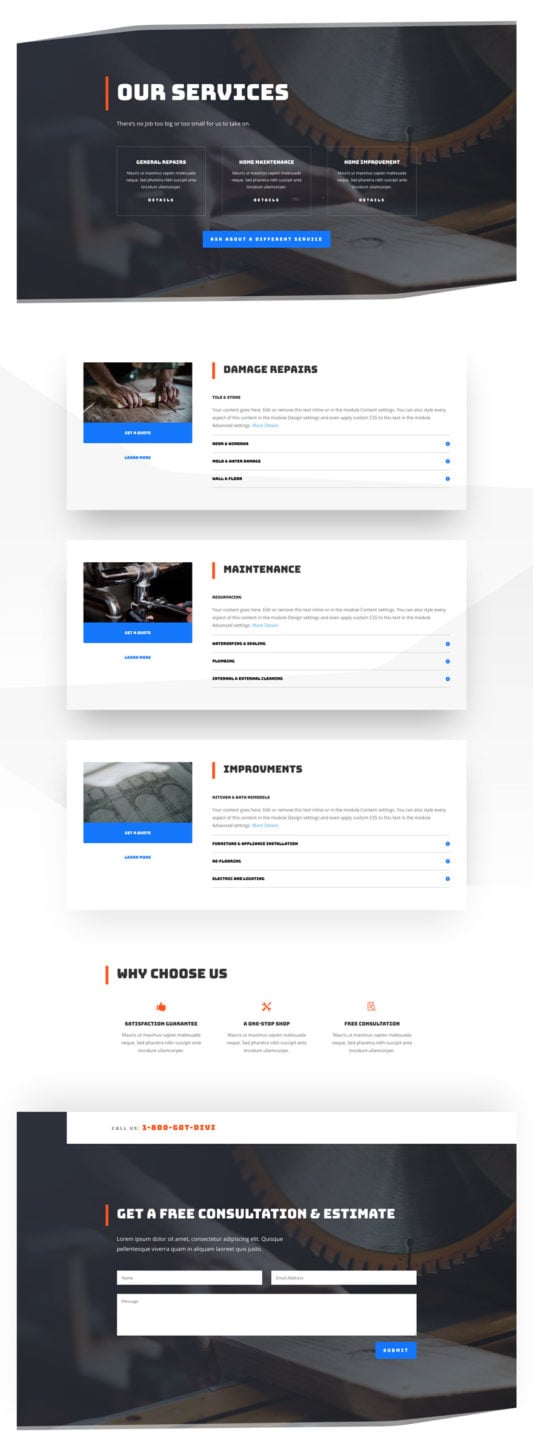 OUR SERVICES
There's no Job too big or too small for us to take on.
GENERAL REPAIRS
Mauris ut maximus sapien malesuada
neque. Sed pharetra nibh suscipit ante
tincidunt ullamcorper.
DETAILS
HOME MAINTENANCE
Mauris ut maximus sapien malesuada
neque. Sed pharetra nibh suscipit ante
tincidunt ullamcorper.
DETAILS
HOME IMPROVEMENT
Mauris ut maximus sapien malesuada
neque. Sed pharetra nibh suscipit ante
tincidunt ullamcorper.
DETAILS
ASK ABOUT A DIFFERENT SERVICE
GET A QUOTE
LEARN MORE
DAMAGE REPAIRS
TILE & STONE
Your content goes here. Edit or remove this text inline or in the module Content settings. You can also style every
aspect of this content in the module Design settings and even apply custom CSS to this text in the module
Advanced settings. More Details
DOOR & WINDOWS
MOLD & WATER DAMAGE
WALL & FLOOR
GET A QUOTE
LEARN MORE
MAINTENANCE
RESURFACING
Your content goes here. Edit or remove this text inline or in the module Content settings. You can also style every
aspect of this content in the module Design settings and even apply custom CSS to this text in the module
Advanced settings. More Details
WATERPOOFING & SEALING
PLUMBING
INTERNAL & EXTERNAL CLEANING
GET A QUOTE
LEARN MORE
IMPROVMENTS
KITCHEN & BATH REMODELS
Your content goes here. Edit or remove this text inline or in the module Content settings. You can also style every
aspect of this content in the module Design settings and even apply custom CSS to this text in the module
Advanced settings. More Details
FURNITURE & APPLIANCE INSTALLATION
RE-FLOORING
ELECTRIC AND LIGHTING
WHY CHOOSE US
SATISFACTION GUARANTEE
Mauris ut maximus sapien malesuada
neque. Sed pharetra nibh suscipit ante
tincidunt ullamcorper.
A ONE-STOP SHOP
Mauris ut maximus sapien malesuada
neque. Sed pharetra nibh suscipit ante
tincidunt ullamcorper.
FREE CONSULTATION
Mauris ut maximus sapien malesuada
neque. Sed pharetra nibh suscipit ante
tincidunt ullamcorper.
CALL US: 1-800-GOT-DIVI
GET A FREE CONSULTATION & ESTIMATE
Lorem ipsum dolor sit amet, consectetur adipiscing elit. Quisque
pellentesque viverra quam in aliquam laoreet quis justo.
Name
Email Address
Message
SUBMIT